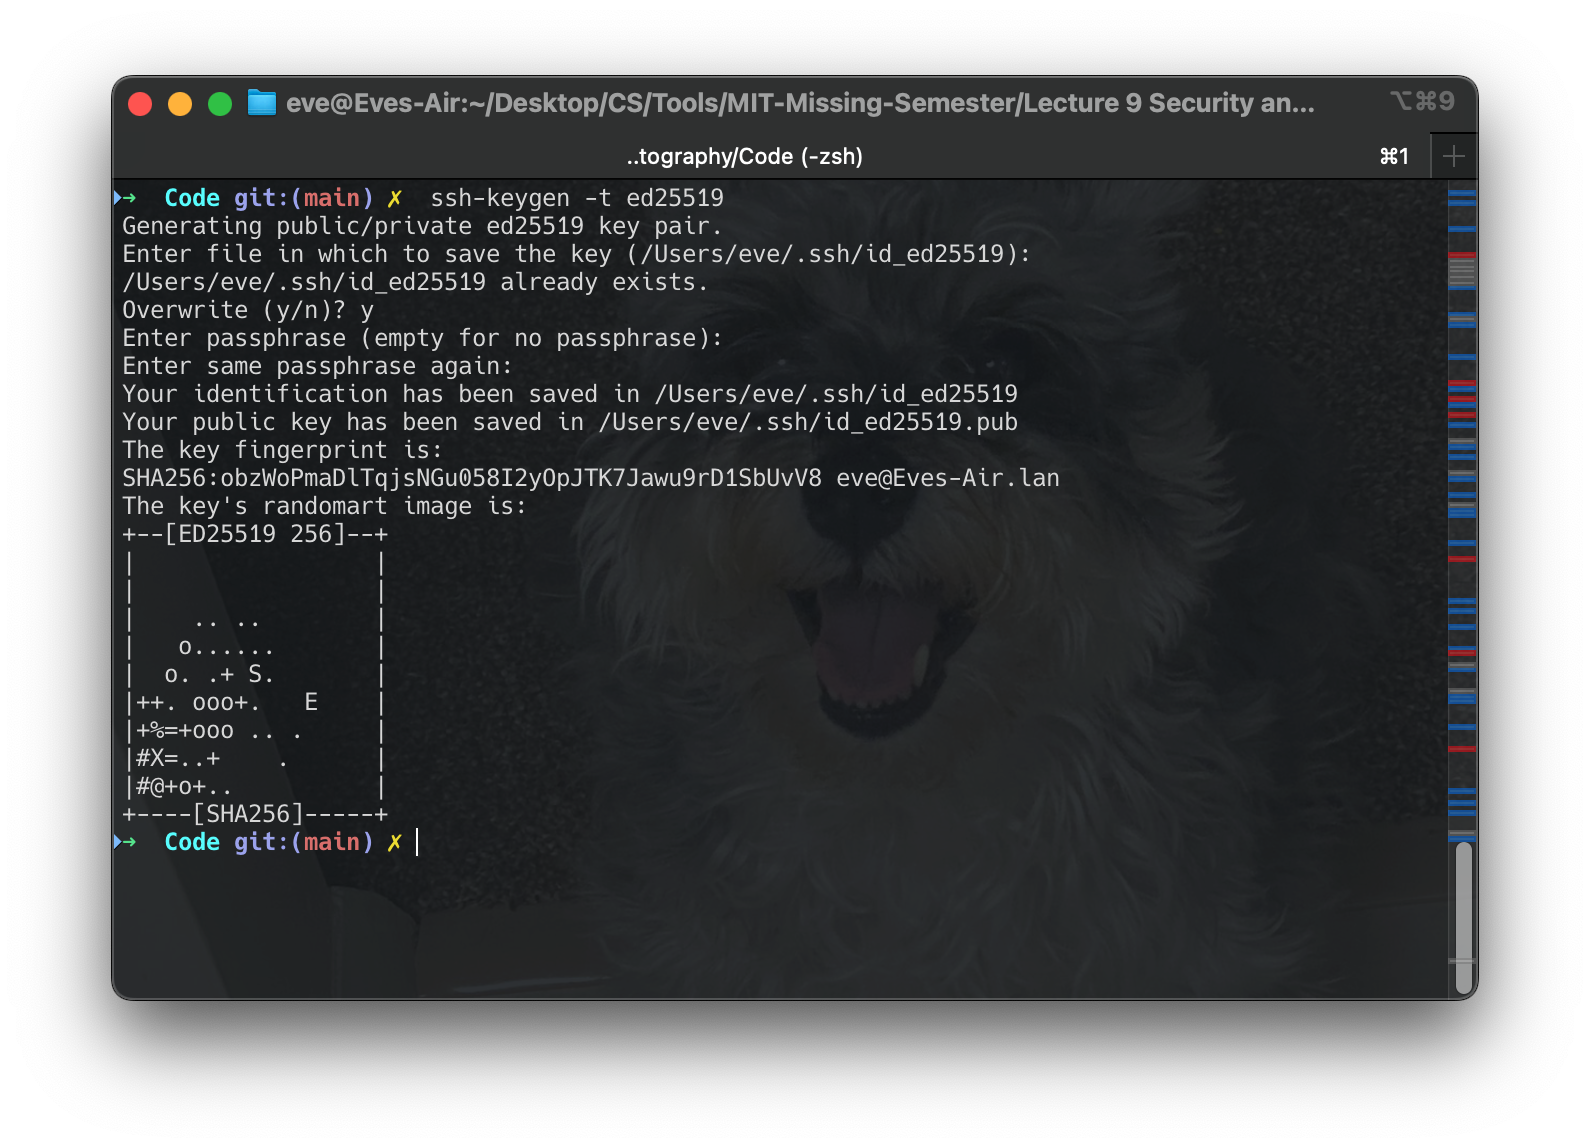 eve@Eves-Air:~/Desktop/CS/Tools/MIT-Missing-Semester/Lecture 9 Security an... ⌥⌘9
..tography/Code (-zsh) ⌘1 +
➜  Code git:(main) ✗  ssh-keygen -t ed25519
Generating public/private ed25519 key pair.
Enter file in which to save the key (/Users/eve/.ssh/id_ed25519):
/Users/eve/.ssh/id_ed25519 already exists.
Overwrite (y/n)? y
Enter passphrase (empty for no passphrase):
Enter same passphrase again:
Your identification has been saved in /Users/eve/.ssh/id_ed25519
Your public key has been saved in /Users/eve/.ssh/id_ed25519.pub
The key fingerprint is:
SHA256:obzWoPmaDlTqjsNGu058I2yOpJTK7Jawu9rD1SbUvV8 eve@Eves-Air.lan
The key's randomart image is:
+--[ED25519 256]--+
|                 |
|                 |
|    .. ..        |
|   o......       |
|  o. .+ S.       |
|++. ooo+.   E    |
|+%=+ooo .. .     |
|#X=..+    .      |
|#@+o+..          |
+----[SHA256]-----+
➜  Code git:(main) ✗